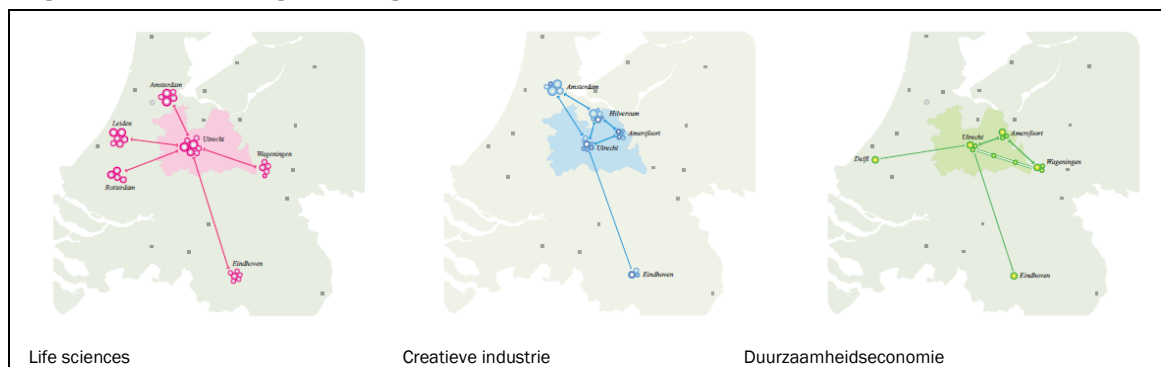 Amsterdam
Leiden
Utrecht
Wageningen
Rotterdam
Eindhoven
Amsterdam
Hilversum
Amersfoort
Utrecht
Eindhoven
Utrecht
Amersfoort
Delft
Wageningen
Eindhoven
Life sciences
Creatieve industrie
Duurzaamheidseconomie